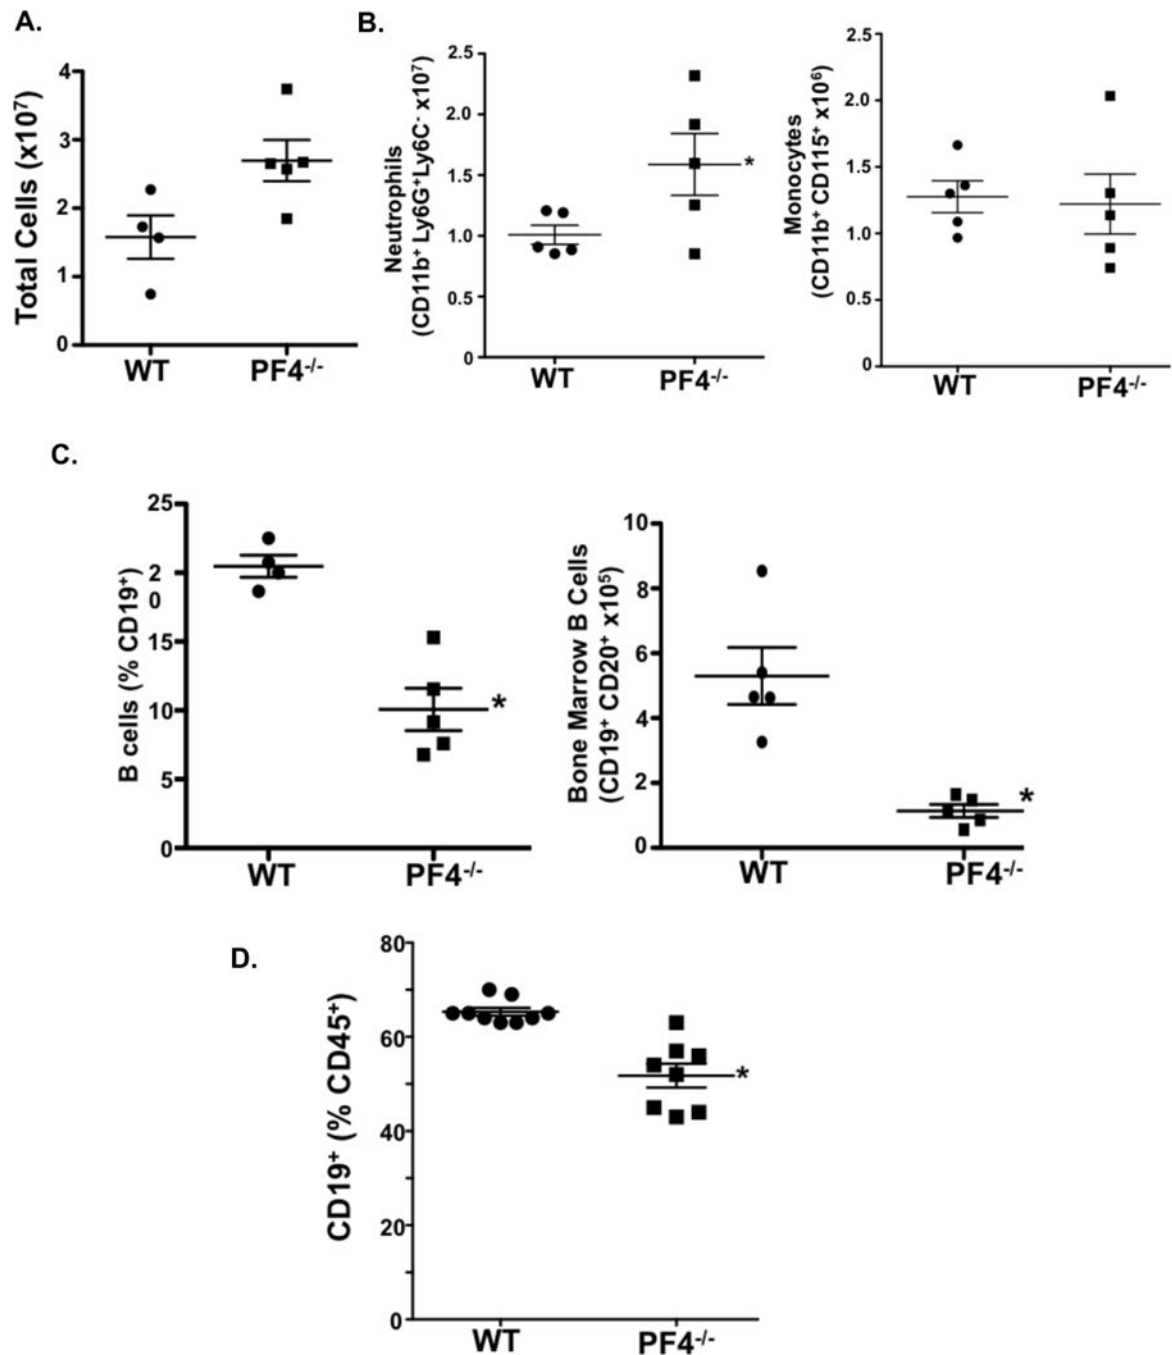 A.
Total Cells (x10⁷)
4
3
2
1
0
WT
PF4⁻/⁻
B.
Neutrophils
(CD11b⁺ Ly6G⁺Ly6C⁻ x10⁷)
2.5
2.0
1.5
1.0
0.5
0
*
WT
PF4⁻/⁻
Monocytes
(CD11b⁺ CD115⁺ x10⁶)
2.5
2.0
1.5
1.0
0.5
0
WT
PF4⁻/⁻
C.
B cells (% CD19⁺)
25
2
0
15
10
5
0
*
WT
PF4⁻/⁻
Bone Marrow B Cells
(CD19⁺ CD20⁺ x10⁵)
10
8
6
4
2
0
*
WT
PF4⁻/⁻
D.
CD19⁺ (% CD45⁺)
80
60
40
20
0
*
WT
PF4⁻/⁻